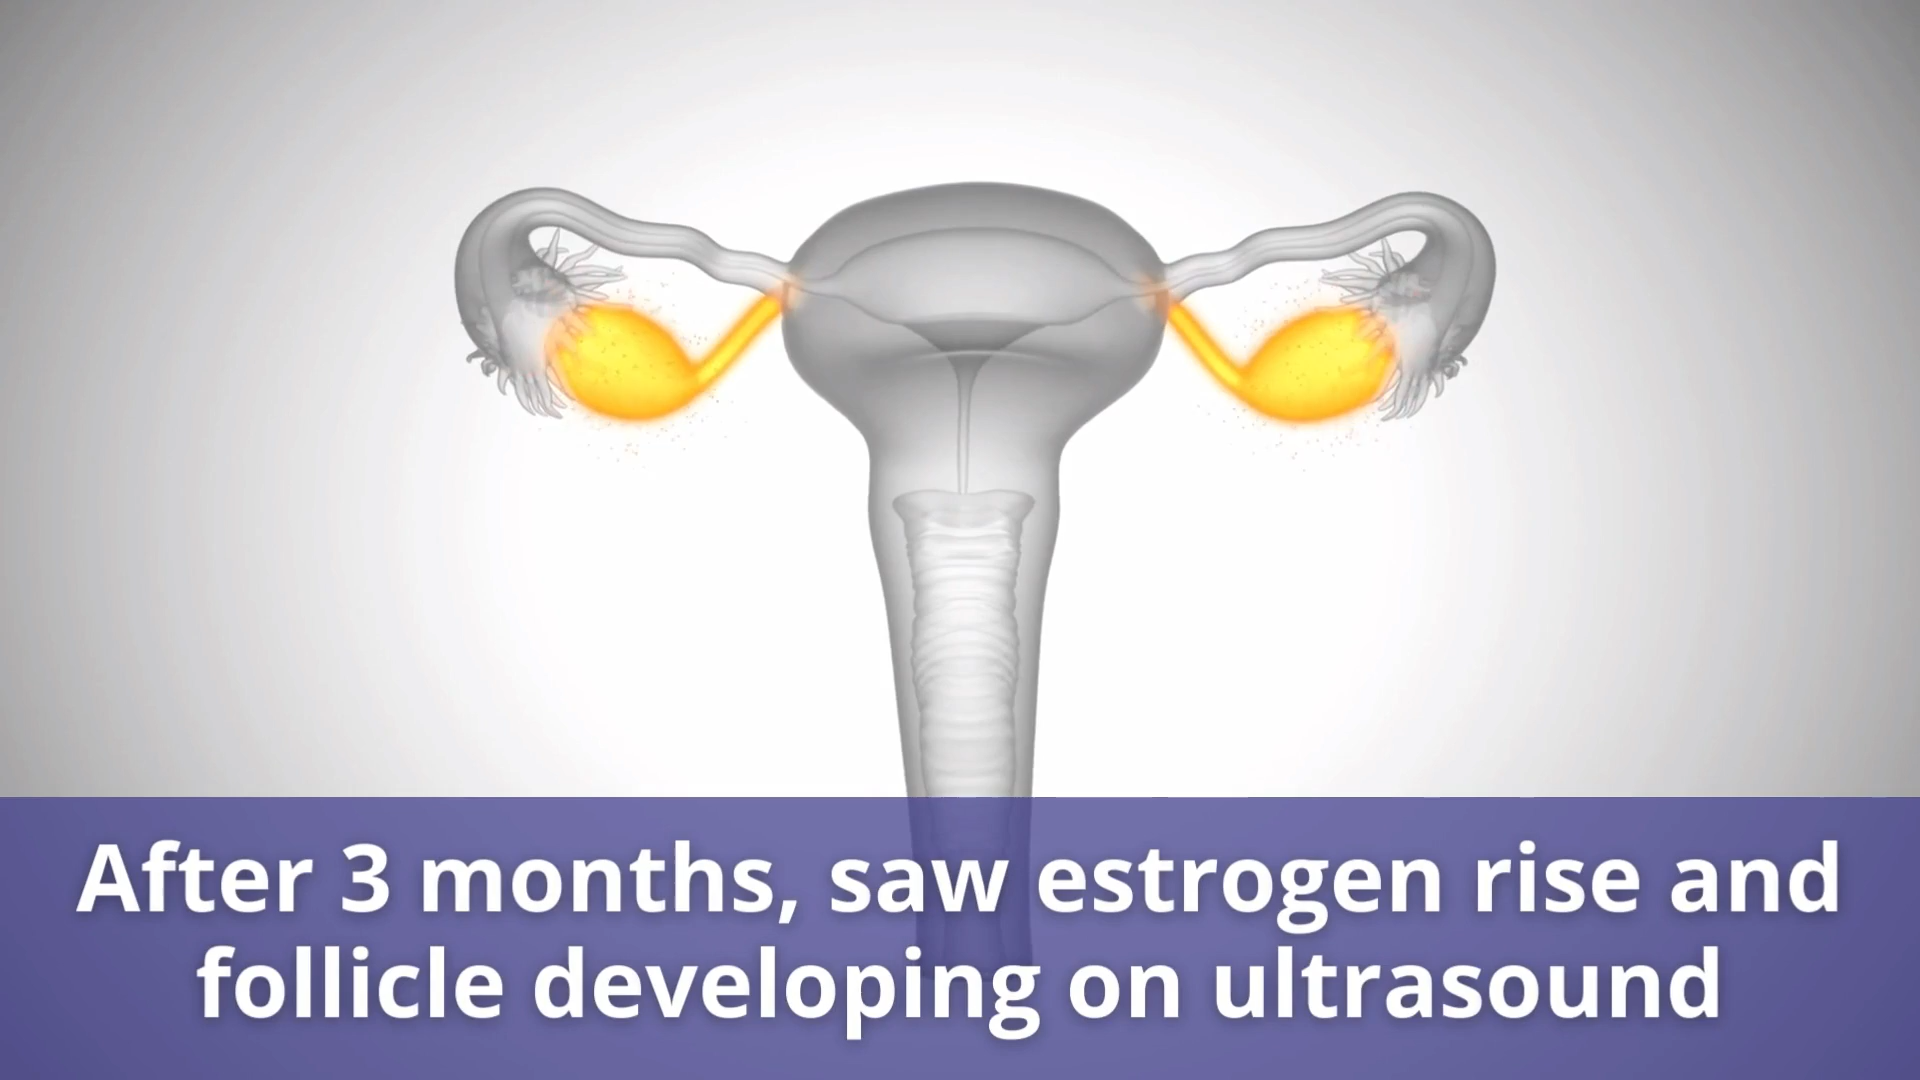 After 3 months, saw estrogen rise and
follicle developing on ultrasound